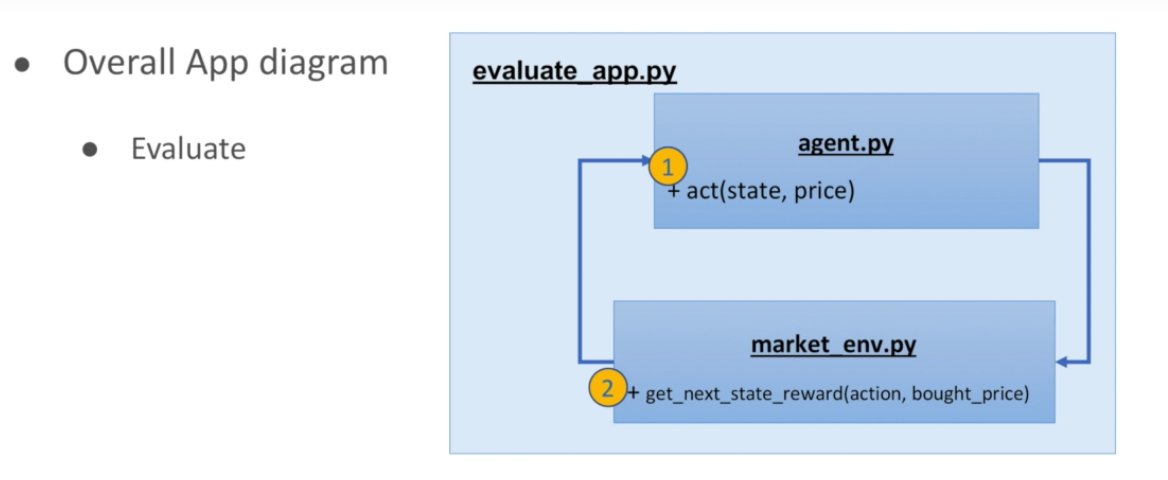 ● Overall App diagram
● Evaluate
evaluate_app.py
agent.py
1
+ act(state, price)
market_env.py
2
+ get_next_state_reward(action, bought_price)